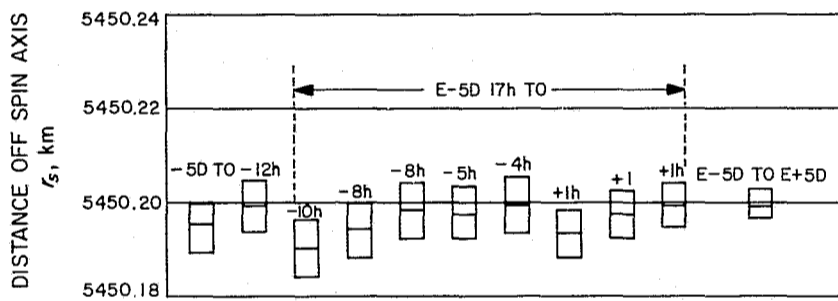 DISTANCE OFF SPIN AXIS
rs, km
5450.24
5450.22
5450.20
5450.18
E-5D 17h TO
-5D TO -12h
-10h
-8h
-8h
-5h
-4h
+1h
+1
+1h
E-5D TO E+5D